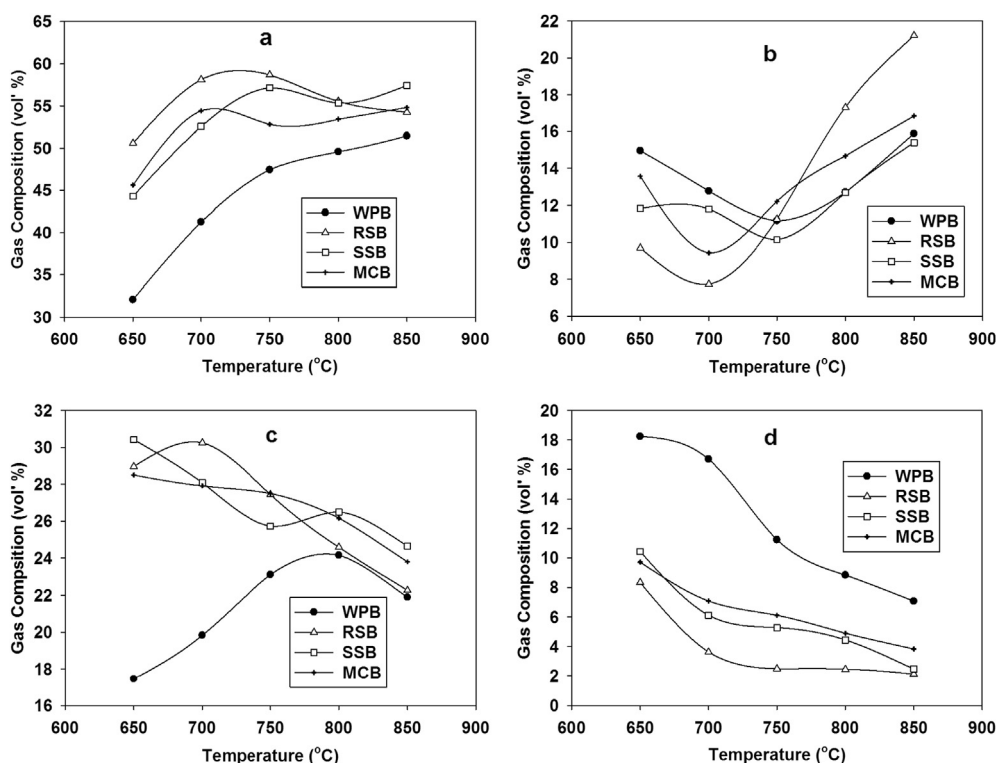 a
Gas Composition (vol' %)
65
60
55
50
45
40
35
30
WPB
RSB
SSB
MCB
600 650 700 750 800 850 900
Temperature (°C)
b
Gas Composition (vol' %)
22
20
18
16
14
12
10
8
6
WPB
RSB
SSB
MCB
600 650 700 750 800 850 900
Temperature (°C)
c
Gas Compsition (vol' %)
32
30
28
26
24
22
20
18
16
WPB
RSB
SSB
MCB
600 650 700 750 800 850 900
Temperature (°C)
d
Gas Composition (vol' %)
20
18
16
14
12
10
8
6
4
2
0
WPB
RSB
SSB
MCB
600 650 700 750 800 850 900
Temperature (°C)